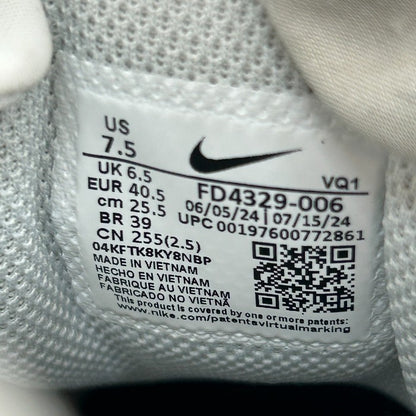 US
7.5
UK 6.5
EUR 40.5
cm 25.5
BR 39
CN 255(2.5)
VQ1
FD4329-006
06/05/24 | 07/15/24
UPC 00197600772861
04KFTK8KY8NBP
MADE IN VIETNAM
HECHO EN VIETNAM
FABRIQUE AU VIETNAM
FABRICADO NO VIETNÃ
This product is covered by one or more of
www.nike.com/patentsvirtualmarking